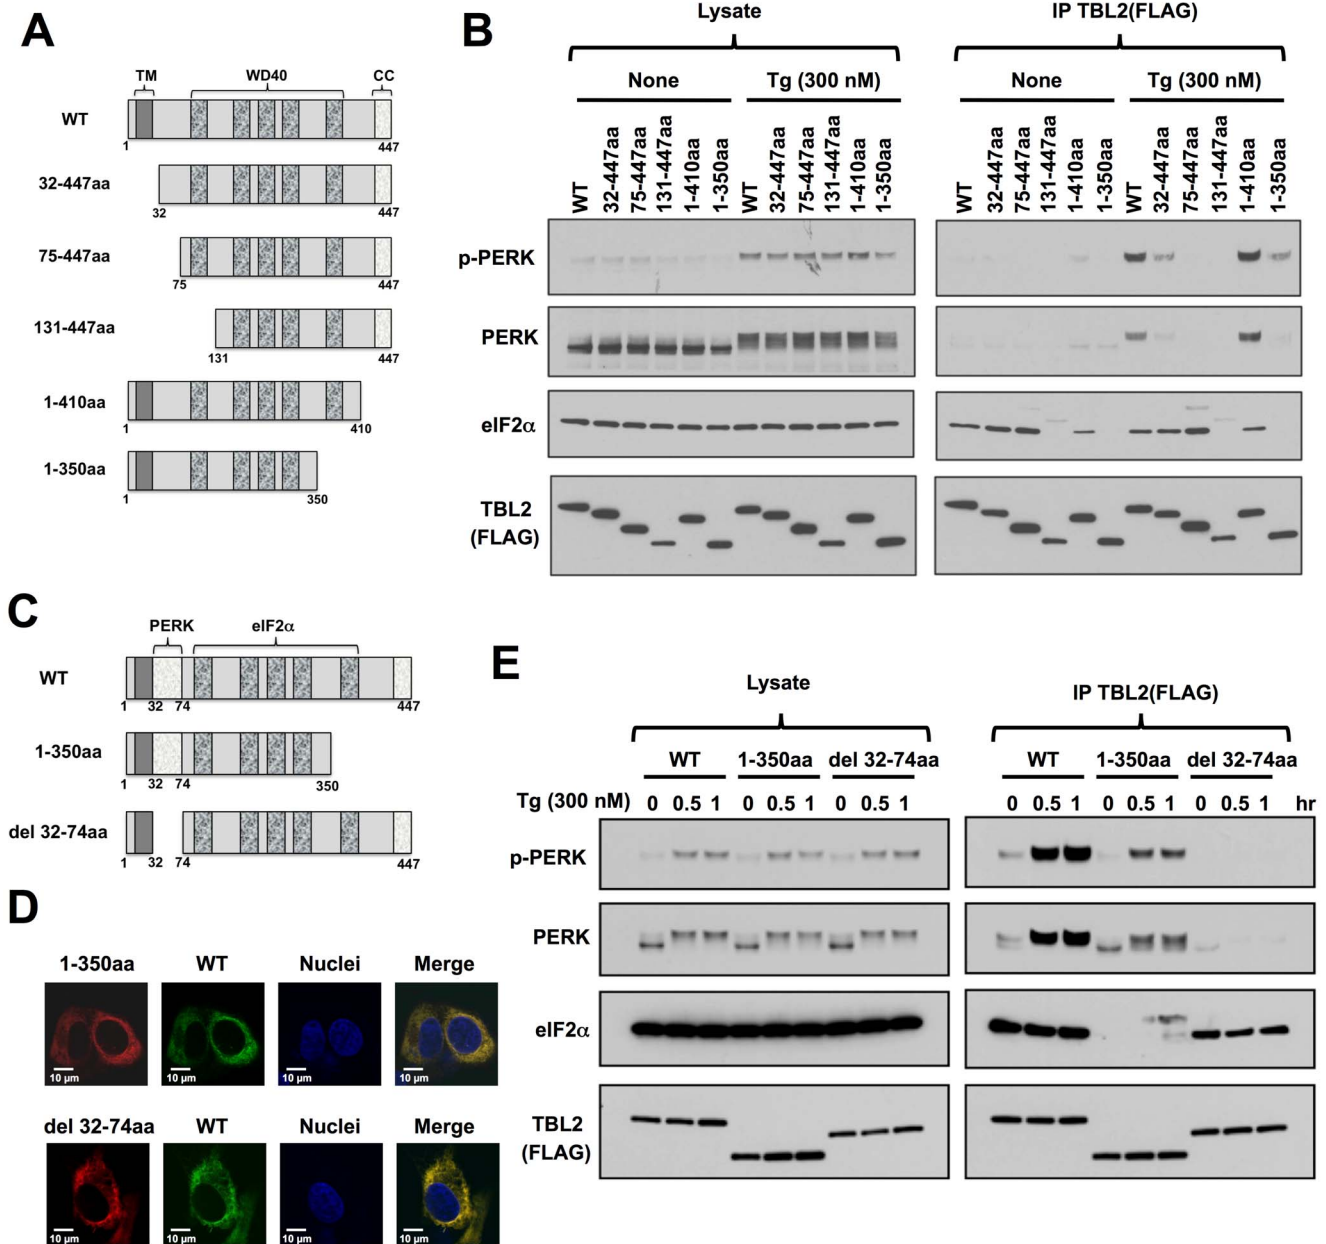 A
TM WD40 CC
WT
1 447
32-447aa
32 447
75-447aa
75 447
131-447aa
131 447
1-410aa
1 410
1-350aa
1 350
B
Lysate IP TBL2(FLAG)
None Tg (300 nM) None Tg (300 nM)
WT 32-447aa 75-447aa 131-447aa 1-410aa 1-350aa WT 32-447aa 75-447aa 131-447aa 1-410aa 1-350aa WT 32-447aa 75-447aa 131-447aa 1-410aa 1-350aa WT 32-447aa 75-447aa 131-447aa 1-410aa 1-350aa
p-PERK
PERK
eIF2α
TBL2
(FLAG)
C
PERK eIF2α
WT
1 32 74 447
1-350aa
1 32 74 350
del 32-74aa
1 32 74 447
D
1-350aa WT Nuclei Merge
10 µm 10 µm 10 µm 10 µm
del 32-74aa WT Nuclei Merge
10 µm 10 µm 10 µm 10 µm
E
Lysate IP TBL2(FLAG)
WT 1-350aa del 32-74aa WT 1-350aa del 32-74aa
Tg (300 nM) 0 0.5 1 0 0.5 1 0 0.5 1 0 0.5 1 0 0.5 1 0 0.5 1 hr
p-PERK
PERK
eIF2α
TBL2
(FLAG)